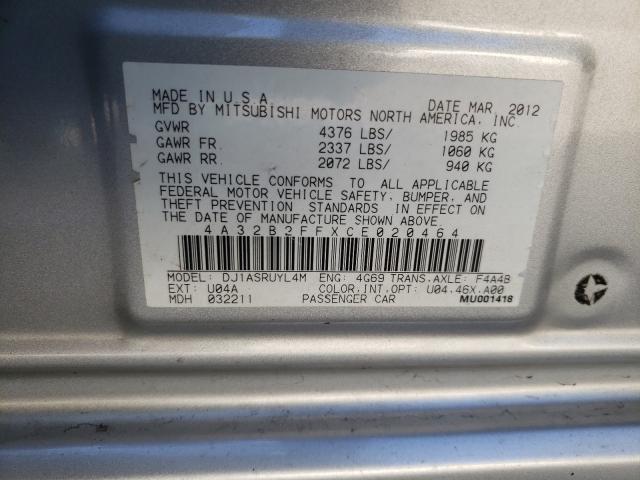 MADE IN U.S.A. DATE MAR 2012
MFD BY MITSUBISHI MOTORS NORTH AMERICA, INC.
GVWR 4376 LBS/ 1985 KG
GAWR FR. 2337 LBS/ 1060 KG
GAWR RR. 2072 LBS/ 940 KG
THIS VEHICLE CONFORMS TO ALL APPLICABLE
FEDERAL MOTOR VEHICLE SAFETY, BUMPER, AND
THEFT PREVENTION STANDARDS IN EFFECT ON
THE DATE OF MANUFACTURE SHOWN ABOVE
4A32B2FFXCE020464
MODEL: DJ1ASRUYL4M ENG: 4G69 TRANS.AXLE: F4A4B
EXT: U04A COLOR,INT,OPT: U04,46X,A00
MDH 032211 PASSENGER CAR MU001418